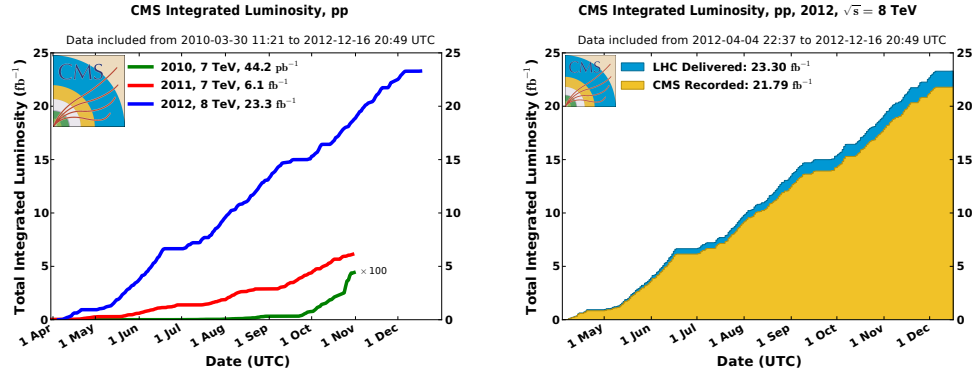 CMS Integrated Luminosity, pp
Data included from 2010-03-30 11:21 to 2012-12-16 20:49 UTC
CMS
2010, 7 TeV, 44.2 pb⁻¹
2011, 7 TeV, 6.1 fb⁻¹
2012, 8 TeV, 23.3 fb⁻¹
Total Integrated Luminosity (fb⁻¹)
25
20
15
10
5
0
25
20
15
10
5
0
× 100
1 Apr
1 May
1 Jun
1 Jul
1 Aug
1 Sep
1 Oct
1 Nov
1 Dec
Date (UTC)
CMS Integrated Luminosity, pp, 2012, √s = 8 TeV
Data included from 2012-04-04 22:37 to 2012-12-16 20:49 UTC
CMS
LHC Delivered: 23.30 fb⁻¹
CMS Recorded: 21.79 fb⁻¹
Total Integrated Luminosity (fb⁻¹)
25
20
15
10
5
0
25
20
15
10
5
0
1 May
1 Jun
1 Jul
1 Aug
1 Sep
1 Oct
1 Nov
1 Dec
Date (UTC)